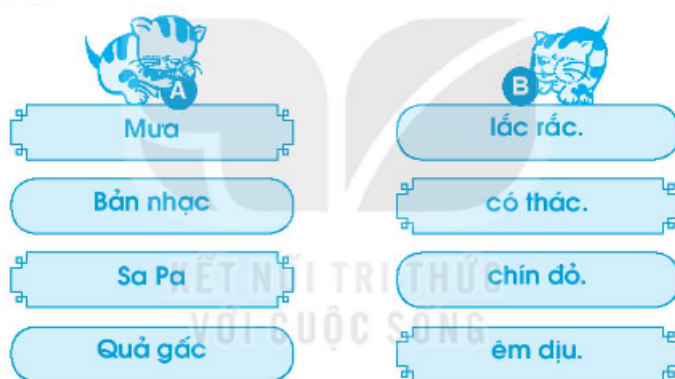 A
B
Mưa
lắc rắc.
Bản nhạc
có thác.
Sa Pa
chín đỏ.
Quả gấc
êm dịu.
KẾT NỐI TRI THỨC
VỚI CUỘC SỐNG